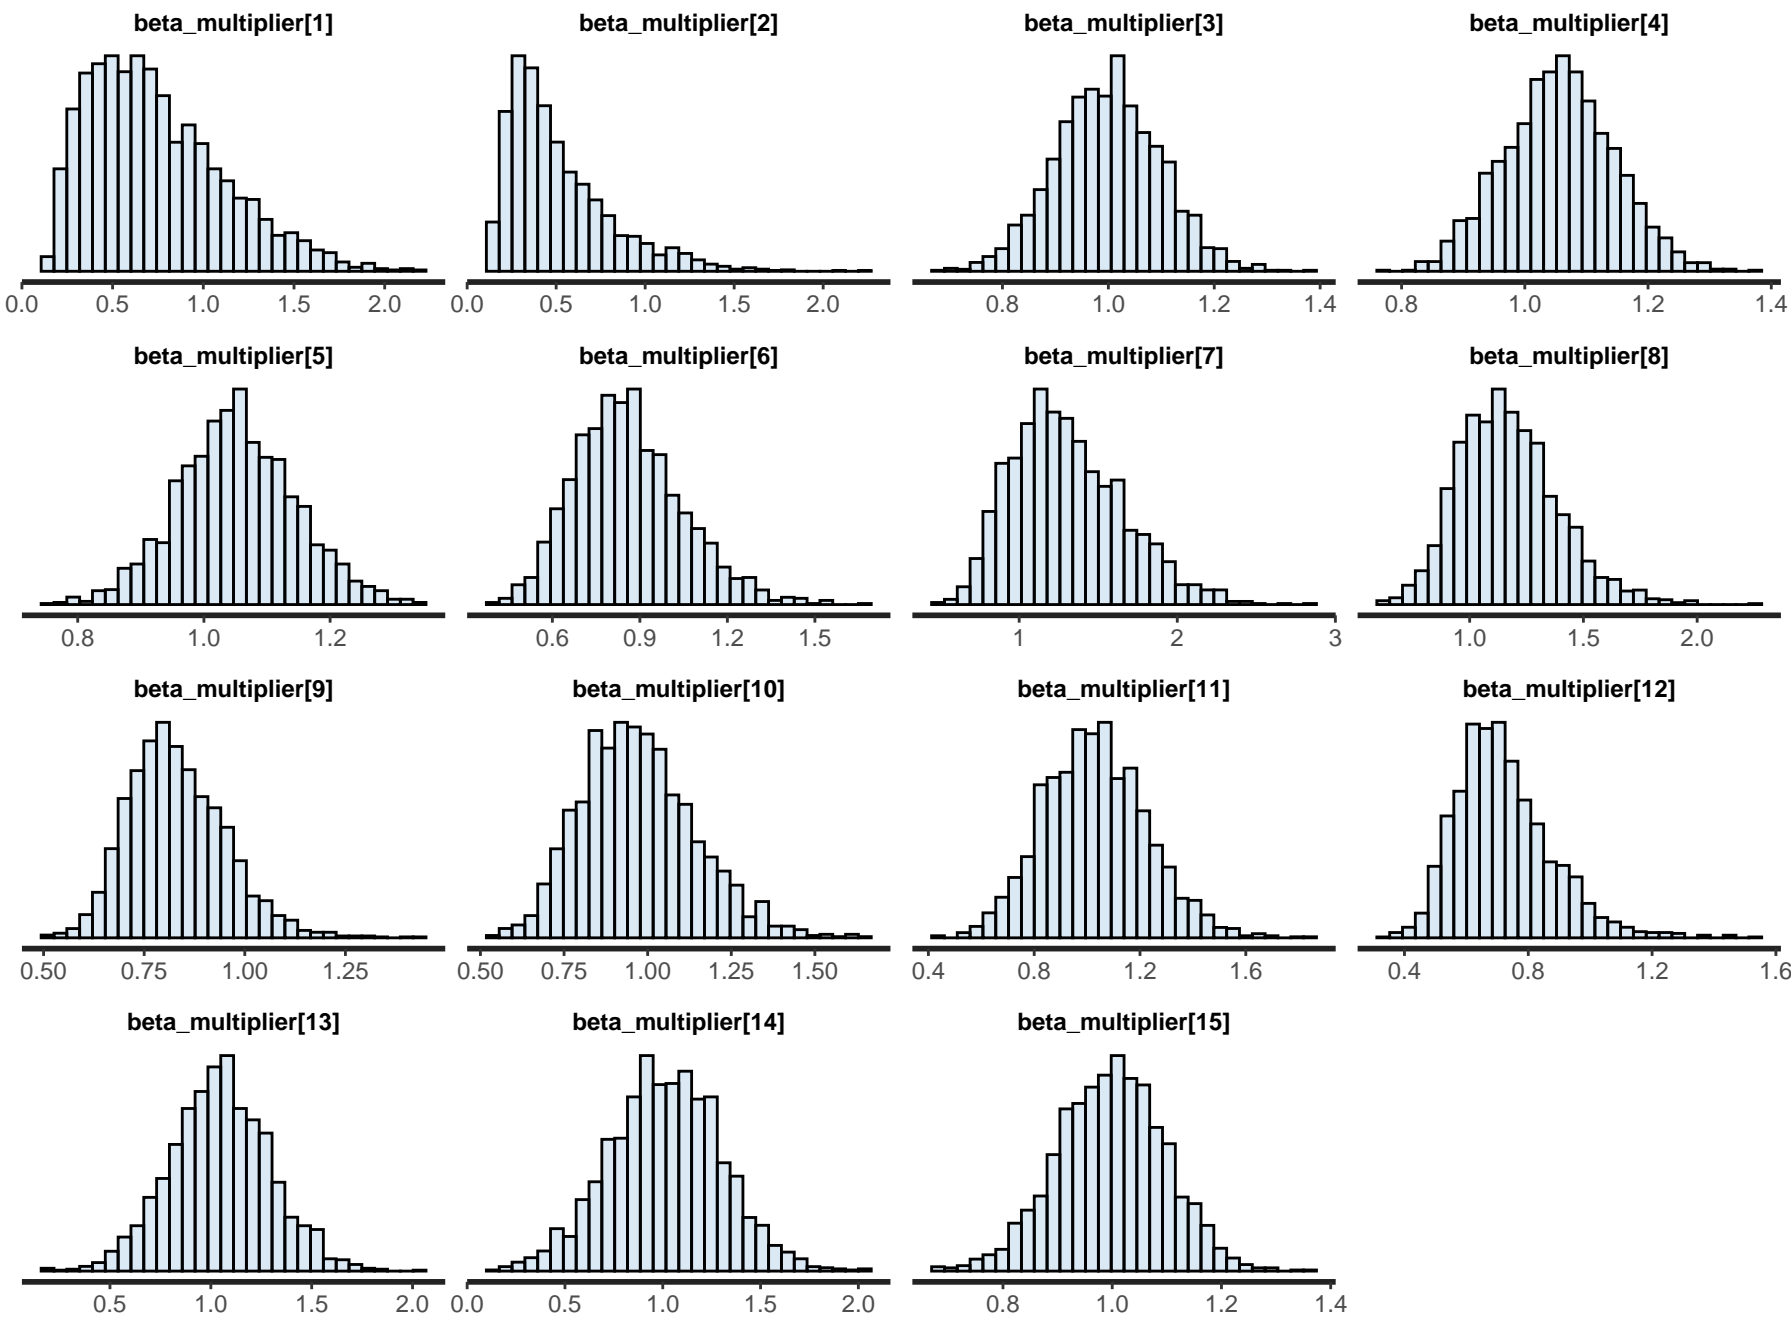 beta_multiplier[1] beta_multiplier[2] beta_multiplier[3] beta_multiplier[4]
0.0 0.5 1.0 1.5 2.0 0.0 0.5 1.0 1.5 2.0 0.8 1.0 1.2 1.4 0.8 1.0 1.2 1.4
beta_multiplier[5] beta_multiplier[6] beta_multiplier[7] beta_multiplier[8]
0.8 1.0 1.2 0.6 0.9 1.2 1.5 1 2 3 1.0 1.5 2.0
beta_multiplier[9] beta_multiplier[10] beta_multiplier[11] beta_multiplier[12]
0.50 0.75 1.00 1.25 0.50 0.75 1.00 1.25 1.50 0.4 0.8 1.2 1.6 0.4 0.8 1.2 1.6
beta_multiplier[13] beta_multiplier[14] beta_multiplier[15]
0.5 1.0 1.5 2.0 0.0 0.5 1.0 1.5 2.0 0.8 1.0 1.2 1.4